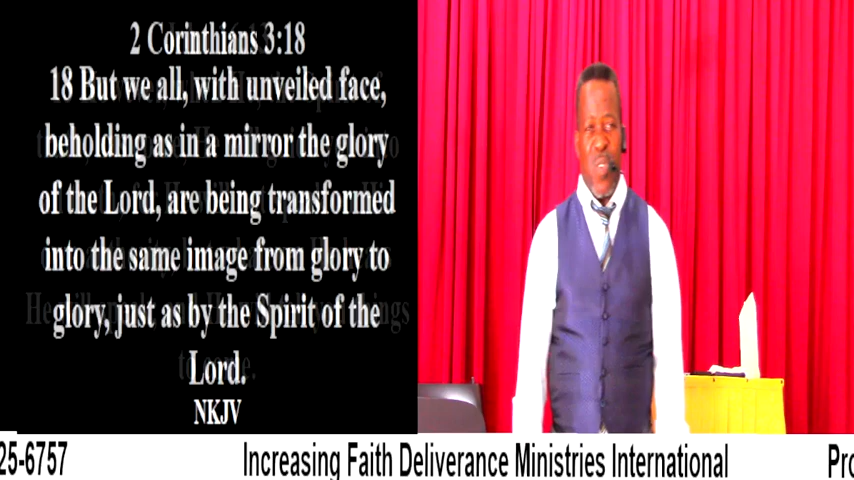 2 Corinthians 3:18
18 But we all, with unveiled face,
beholding as in a mirror the glory
of the Lord, are being transformed
into the same image from glory to
glory, just as by the Spirit of the
Lord.
NKJV
25-6757 Increasing Faith Deliverance Ministries International Pro